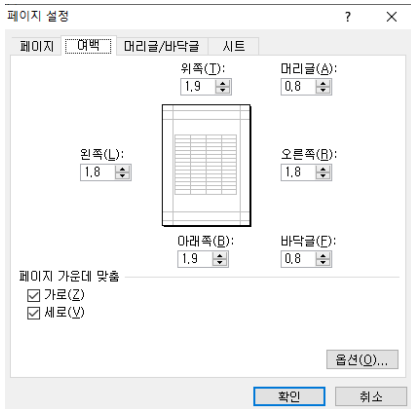 페이지 설정 ? ×
페이지 여백 머리글/바닥글 시트
위쪽(T): 머리글(A):
1.9 0.8
왼쪽(L): 오른쪽(R):
1.8 1.8
아래쪽(B): 바닥글(F):
1.9 0.8
페이지 가운데 맞춤
가로(Z)
세로(V)
옵션(O)...
확인 취소